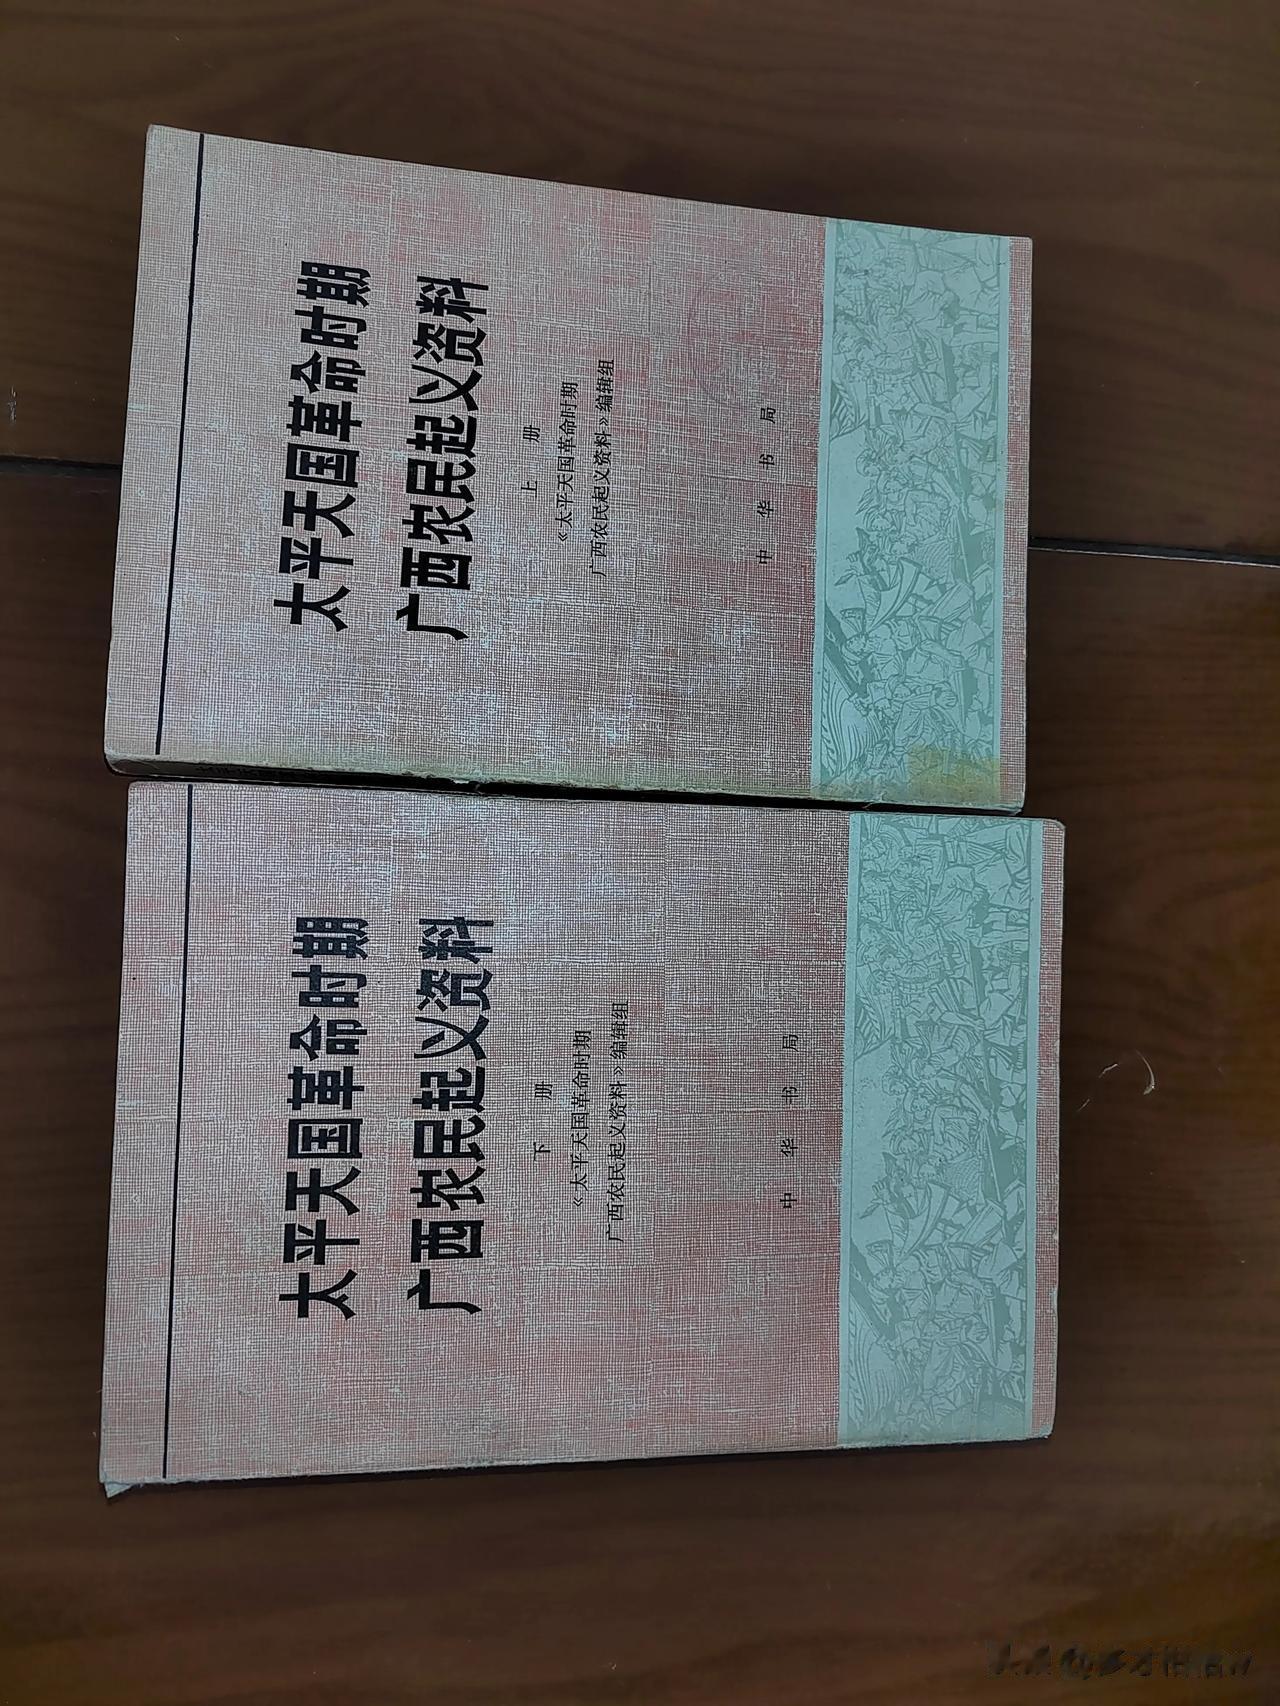 太平天国革命时期
广西农民起义资料
上册
《太平天国革命时期
广西农民起义资料》编辑组
中华书局
太平天国革命时期
广西农民起义资料
下册
《太平天国革命时期
广西农民起义资料》编辑组
中华书局